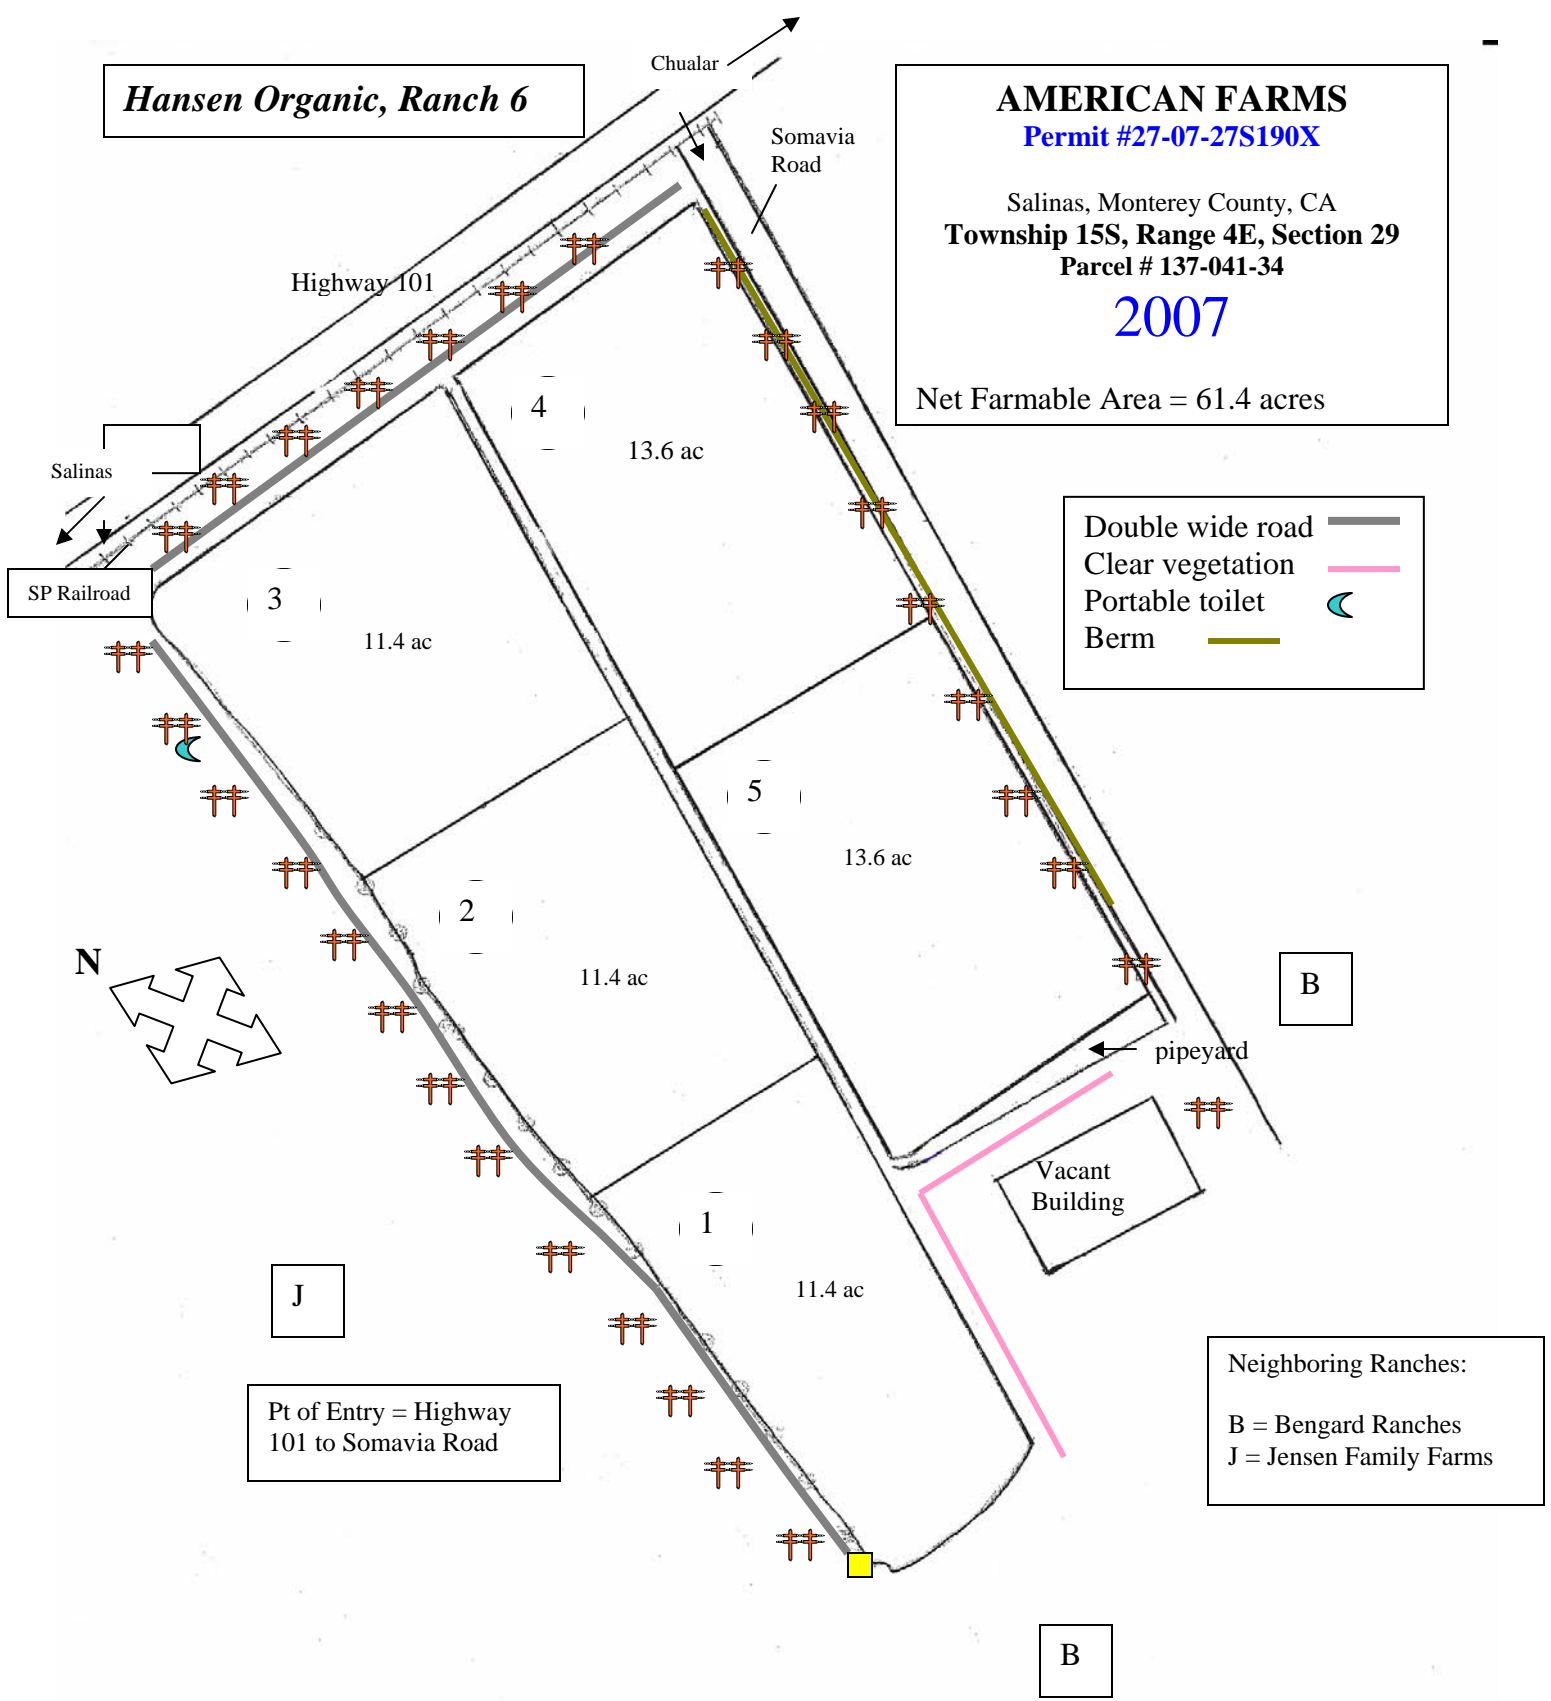 Chualar
Hansen Organic, Ranch 6
AMERICAN FARMS
Permit #27-07-27S190X
Salinas, Monterey County, CA
Township 15S, Range 4E, Section 29
Parcel # 137-041-34
2007
Net Farmable Area = 61.4 acres
Somavia
Road
Highway 101
4
13.6 ac
Salinas
SP Railroad
3
11.4 ac
Double wide road
Clear vegetation
Portable toilet
Berm
5
13.6 ac
2
11.4 ac
N
B
pipeyard
Vacant
Building
1
11.4 ac
J
Pt of Entry = Highway
101 to Somavia Road
Neighboring Ranches:
B = Bengard Ranches
J = Jensen Family Farms
B